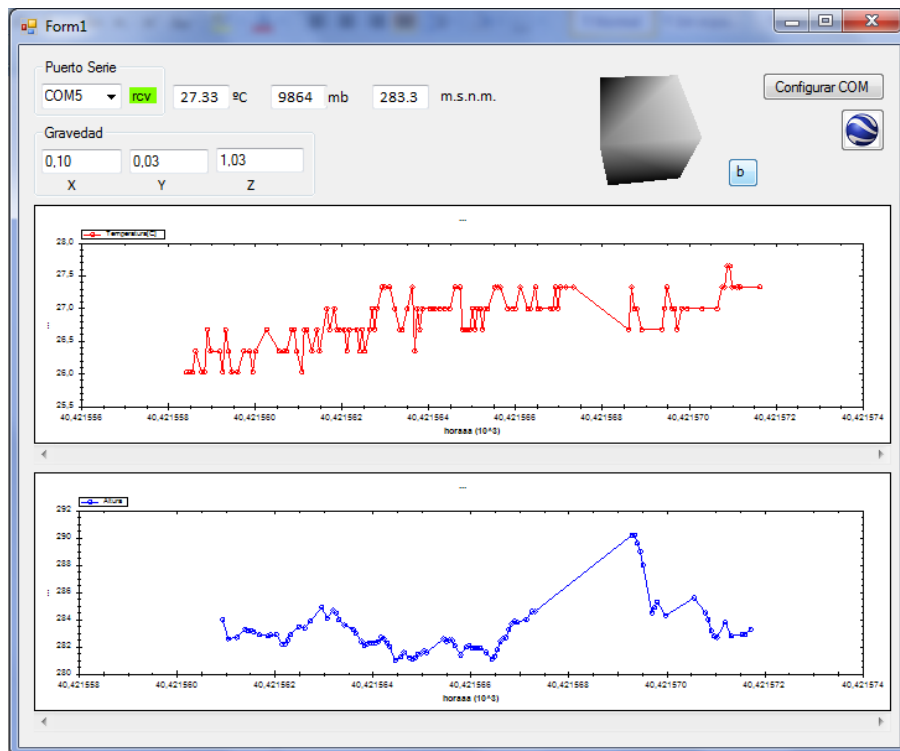 Form1
Puerto Serie
COM5 rcv 27.33 ºC 9864 mb 283.3 m.s.n.m.
Configurar COM
Gravedad
0,10 0,03 1,03
X Y Z
b
...
Temperatura[C]
28,0
27,5
27,0
26,5
26,0
25,5
40,421556 40,421558 40,421560 40,421562 40,421564 40,421566 40,421568 40,421570 40,421572 40,421574
horasa (10^3)
...
Altura
292
290
288
286
284
282
280
40,421558 40,421560 40,421562 40,421564 40,421566 40,421568 40,421570 40,421572 40,421574
horasa (10^3)